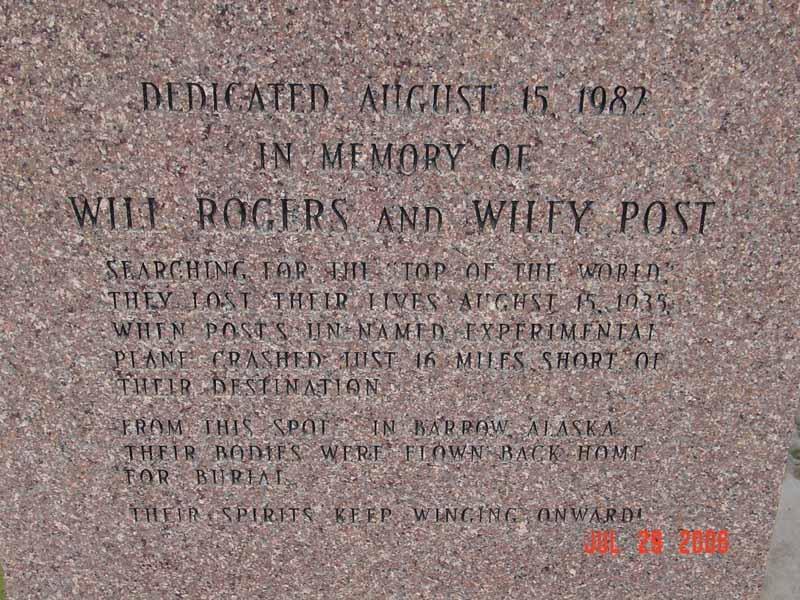 DEDICATED AUGUST 15 1982
IN MEMORY OF
WILL ROGERS AND WILEY POST
SEARCHING FOR THE "TOP OF THE WORLD,"
THEY LOST THEIR LIVES AUGUST 15, 1935,
WHEN POST'S UN-NAMED EXPERIMENTAL
PLANE CRASHED JUST 16 MILES SHORT OF
THEIR DESTINATION
"FROM THIS SPOT" IN BARROW ALASKA
THEIR BODIES WERE FLOWN BACK HOME
FOR BURIAL.
THEIR SPIRITS KEEP WINGING ONWARD!
JUL 29 2006